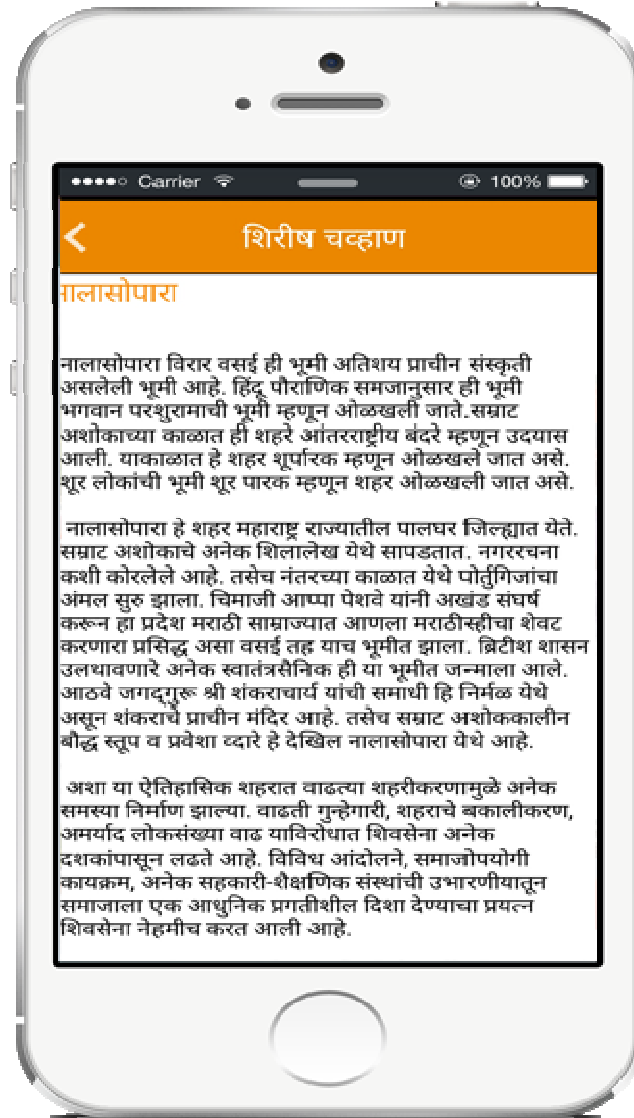 Carrier 100%
शिरीष चव्हाण
नालासोपारा
नालासोपारा विरार वसई ही भूमी अतिशय प्राचीन संस्कृती
असलेली भूमी आहे. हिंदू पौराणिक समजानुसार ही भूमी
भगवान परशुरामाची भूमी म्हणून ओळखली जाते.सम्राट
अशोकाच्या काळात ही शहरे आंतरराष्ट्रीय बंदरे म्हणून उदयास
आली. याकाळात हे शहर शूर्पारक म्हणून ओळखले जात असे.
शूर लोकांची भूमी शूर पारक म्हणून शहर ओळखली जात असे.
नालासोपारा हे शहर महाराष्ट्र राज्यातील पालघर जिल्ह्यात येते.
सम्राट अशोकाचे अनेक शिलालेख येथे सापडतात. नगररचना
कशी कोरलेले आहे. तसेच नंतरच्या काळात येथे पोर्तुगिजांचा
अंमल सुरु झाला. चिमाजी आप्पा पेशवे यांनी अखंड संघर्ष
करून हा प्रदेश मराठी साम्राज्यात आणला मराठीस्हीचा शेवट
करणारा प्रसिद्ध असा वसई तह याच भूमीत झाला. ब्रिटीश शासन
उलथावणारे अनेक स्वातंत्रसैनिक ही या भूमीत जन्माला आले.
आठवे जगद्गुरू श्री शंकराचार्य यांची समाधी हि निर्मळ येथे
असून शंकराचे प्राचीन मंदिर आहे. तसेच सम्राट अशोककालीन
बौद्ध स्तूप व प्रवेशा व्दारे हे देखिल नालासोपारा येथे आहे.
अशा या ऐतिहासिक शहरात वाढत्या शहरीकरणामुळे अनेक
समस्या निर्माण झाल्या. वाढती गुन्हेगारी, शहराचे बकालीकरण,
अमर्याद लोकसंख्या वाढ याविरोधात शिवसेना अनेक
दशकांपासून लढते आहे. विविध आंदोलने, समाजोपयोगी
कायक्रम, अनेक सहकारी-शैक्षणिक संस्थांची उभारणीयातून
समाजाला एक आधुनिक प्रगतीशील दिशा देण्याचा प्रयत्न
शिवसेना नेहमीच करत आली आहे.